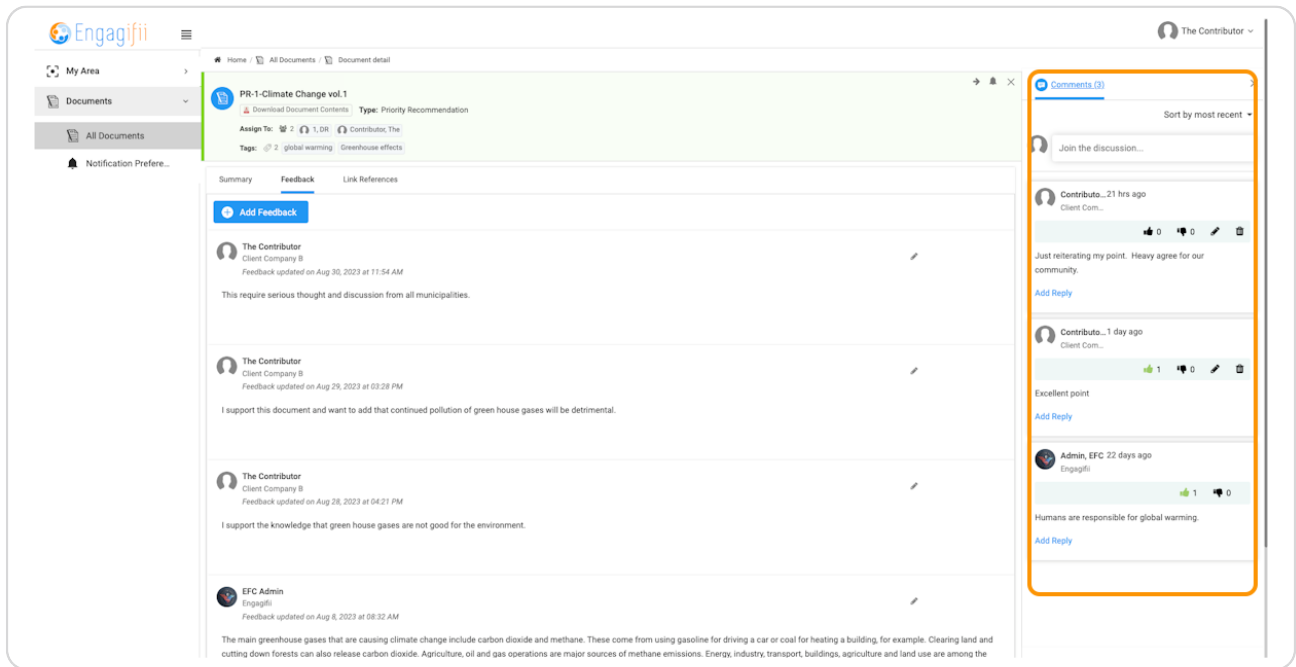 Engagifii
The Contributor
My Area
Documents
All Documents
Notification Prefere...
Home / All Documents / Document detail
PR-1-Climate Change vol.1
Download Document Contents Type: Priority Recommendation
Assign To: 2 1, DR Contributor, The
Tags: 2 global warming Greenhouse effects
Summary Feedback Link References
Add Feedback
The Contributor
Client Company B
Feedback updated on Aug 30, 2023 at 11:54 AM
This require serious thought and discussion from all municipalities.
The Contributor
Client Company B
Feedback updated on Aug 29, 2023 at 03:28 PM
I support this document and want to add that continued pollution of green house gases will be detrimental.
The Contributor
Client Company B
Feedback updated on Aug 28, 2023 at 04:21 PM
I support the knowledge that green house gases are not good for the environment.
EFC Admin
Engagifii
Feedback updated on Aug 8, 2023 at 08:32 AM
The main greenhouse gases that are causing climate change include carbon dioxide and methane. These come from using gasoline for driving a car or coal for heating a building, for example. Clearing land and
cutting down forests can also release carbon dioxide. Agriculture, oil and gas operations are major sources of methane emissions. Energy, industry, transport, buildings, agriculture and land use are among the
Comments (3)
Sort by most recent
Join the discussion...
Contributo... 21 hrs ago
Client Com...
0 0
Just reiterating my point. Heavy agree for our
community.
Add Reply
Contributo... 1 day ago
Client Com...
1 0
Excellent point
Add Reply
Admin, EFC 22 days ago
Engagifii
1 0
Humans are responsible for global warming.
Add Reply